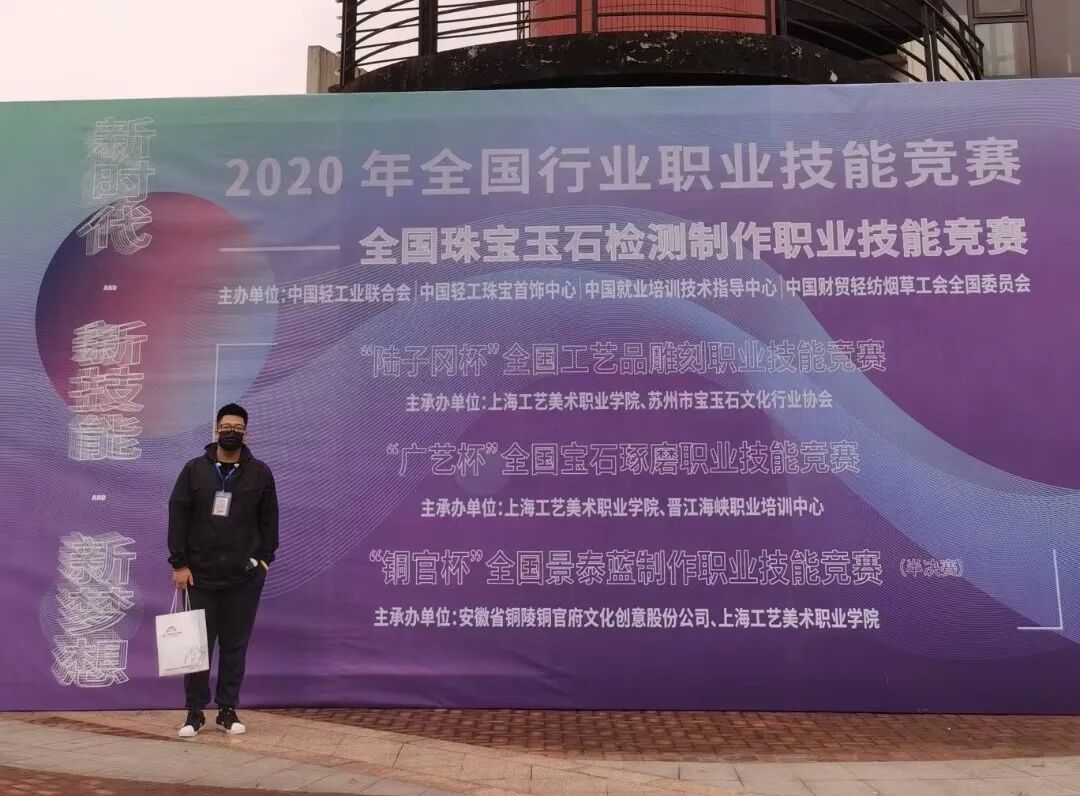 新时代
AND
新技能
AND
新梦想
2020 年全国行业职业技能竞赛
全国珠宝玉石检测制作职业技能竞赛
主办单位:中国轻工业联合会|中国轻工珠宝首饰中心|中国就业培训技术指导中心|中国财贸轻纺烟草工会全国委员会
“陆子冈杯”全国工艺品雕刻职业技能竞赛
主承办单位:上海工艺美术职业学院、苏州市宝玉石文化行业协会
“广艺杯”全国宝石琢磨职业技能竞赛
主承办单位:上海工艺美术职业学院、晋江海峡职业培训中心
“铜官杯”全国景泰蓝制作职业技能竞赛 (半决赛)
主承办单位:安徽省铜陵铜官府文化创意股份公司、上海工艺美术职业学院